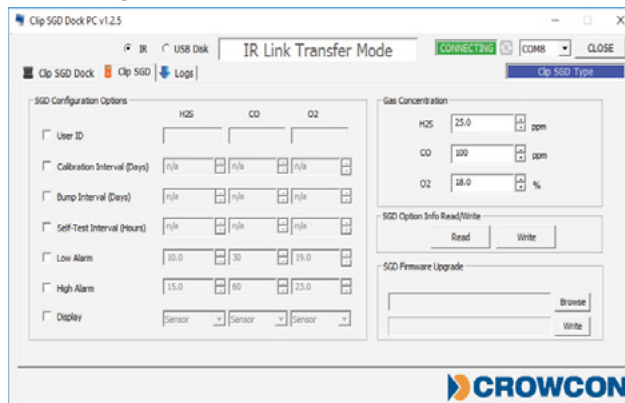 Clip SGD Dock PC v1.2.5
IR USB Disk IR Link Transfer Mode CONNECTING COM8 CLOSE
Clip SGD Dock Clip SGD Logs Clip SGD Type
SGD Configuration Options
H2S CO O2
User ID
Calibration Interval (Days) n/a n/a n/a
Bump Interval (Days) n/a n/a n/a
Self-Test Interval (Hours) n/a n/a n/a
Low Alarm 10.0 30 19.0
High Alarm 15.0 60 23.0
Display Sensor Sensor Sensor
Gas Concentration
H2S 25.0 ppm
CO 100 ppm
O2 18.0 %
SGD Option Info Read/Write
Read Write
SGD Firmware Upgrade
Browse
Write
CROWCON